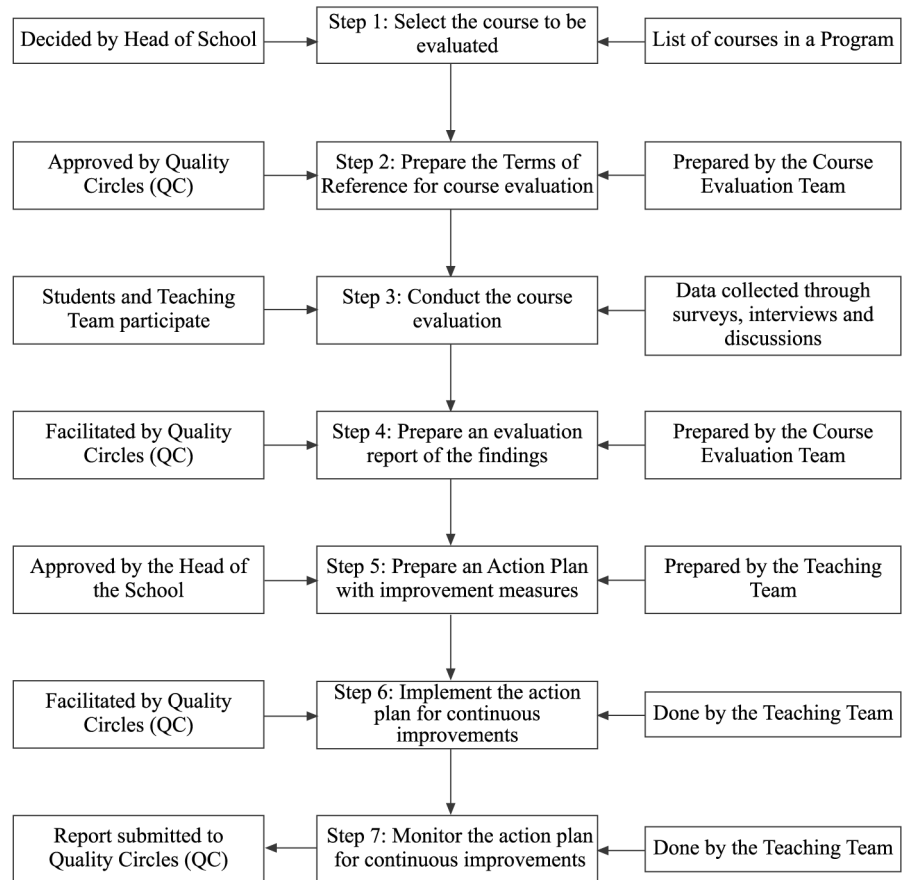 Decided by Head of School
Step 1: Select the course to be
evaluated
List of courses in a Program
Approved by Quality
Circles (QC)
Step 2: Prepare the Terms of
Reference for course evaluation
Prepared by the Course
Evaluation Team
Students and Teaching
Team participate
Step 3: Conduct the course
evaluation
Data collected through
surveys, interviews and
discussions
Facilitated by Quality
Circles (QC)
Step 4: Prepare an evaluation
report of the findings
Prepared by the Course
Evaluation Team
Approved by the Head of
the School
Step 5: Prepare an Action Plan
with improvement measures
Prepared by the Teaching
Team
Facilitated by Quality
Circles (QC)
Step 6: Implement the action
plan for continuous
improvements
Done by the Teaching Team
Report submitted to
Quality Circles (QC)
Step 7: Monitor the action plan
for continuous improvements
Done by the Teaching Team